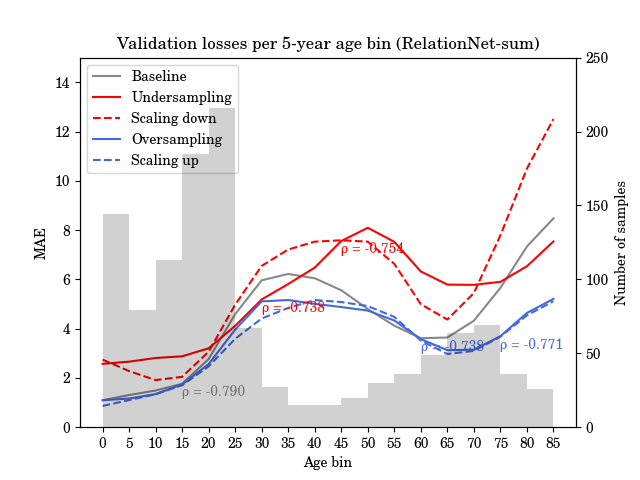 Validation losses per 5-year age bin (RelationNet-sum)
Baseline
Undersampling
Scaling down
Oversampling
Scaling up
MAE
14
12
10
8
6
4
2
0
250
200
150
100
50
0
Number of samples
ρ = -0.754
ρ = -0.738
ρ = -0.738
ρ = -0.771
ρ = -0.790
0 5 10 15 20 25 30 35 40 45 50 55 60 65 70 75 80 85
Age bin